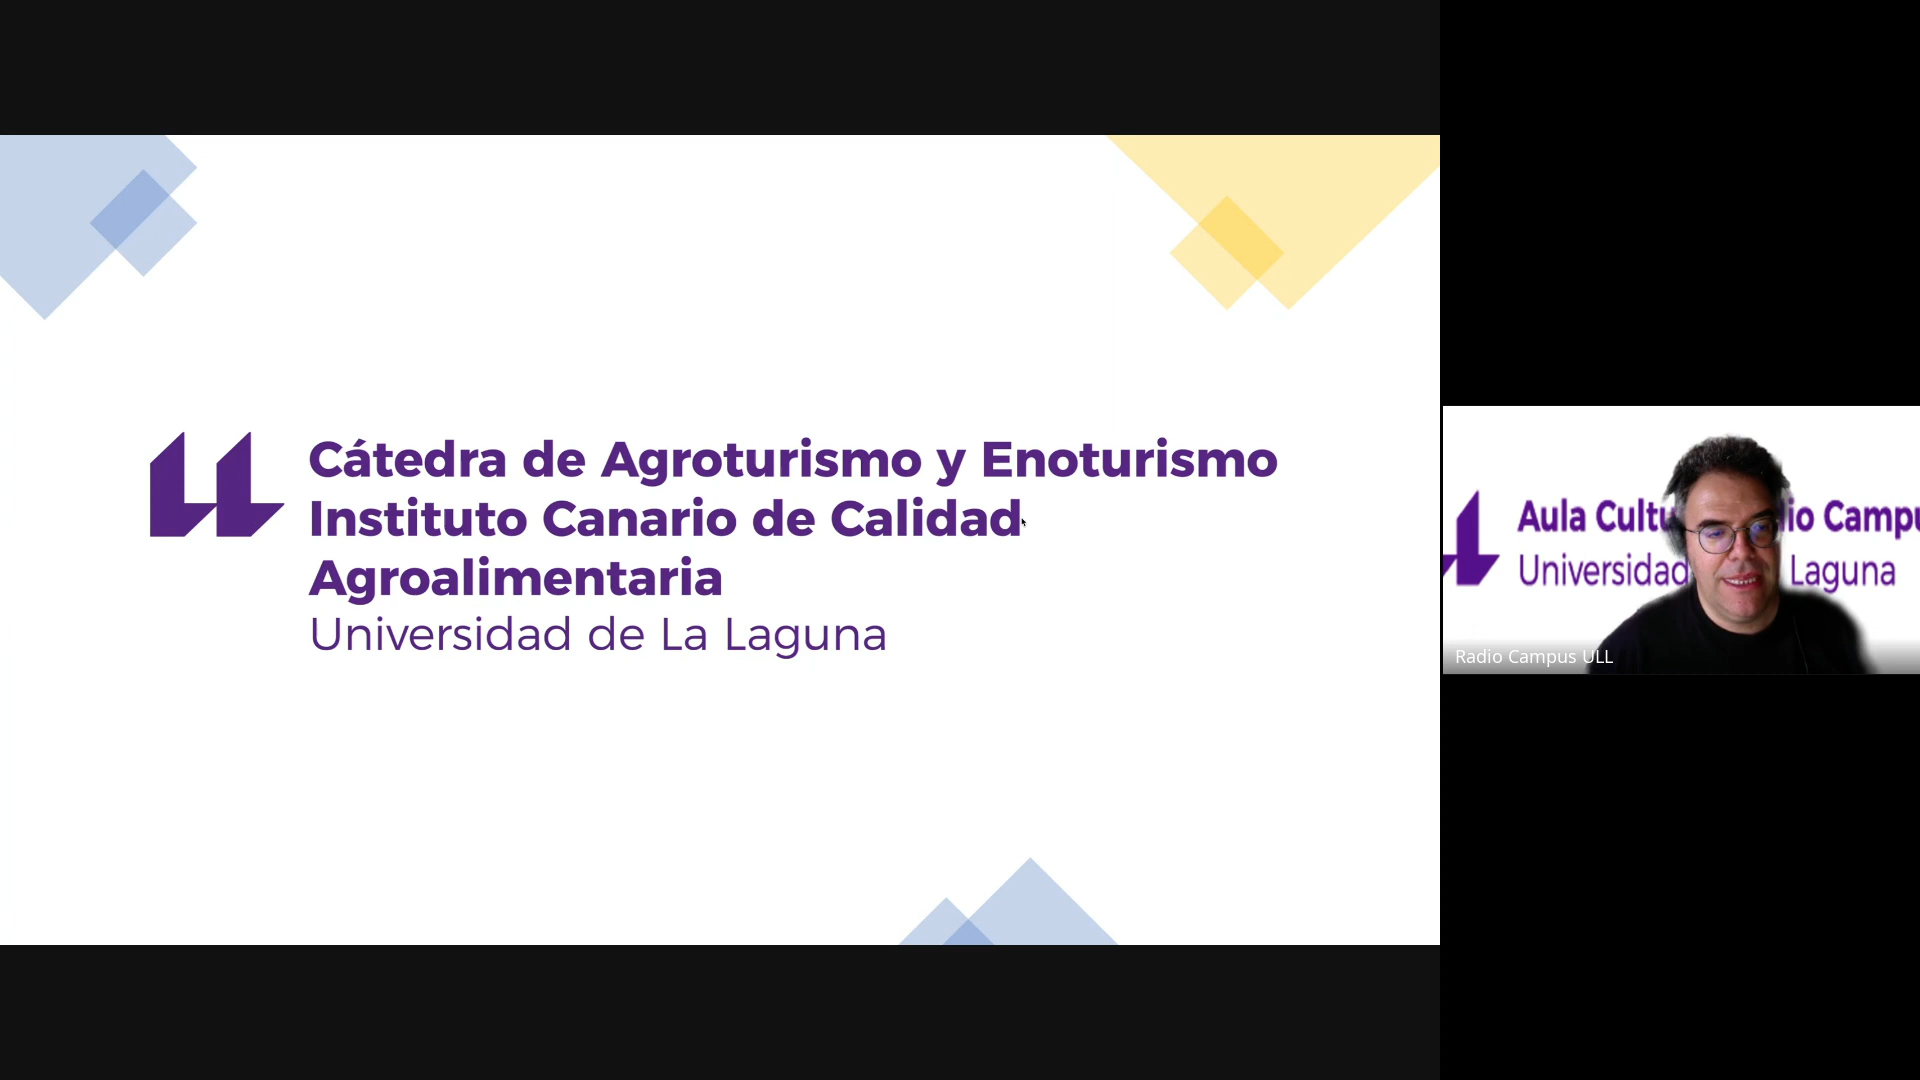 Cátedra de Agroturismo y Enoturismo
Instituto Canario de Calidad
Agroalimentaria
Universidad de La Laguna
Aula Cultu io Campu
Universidad Laguna
Radio Campus ULL